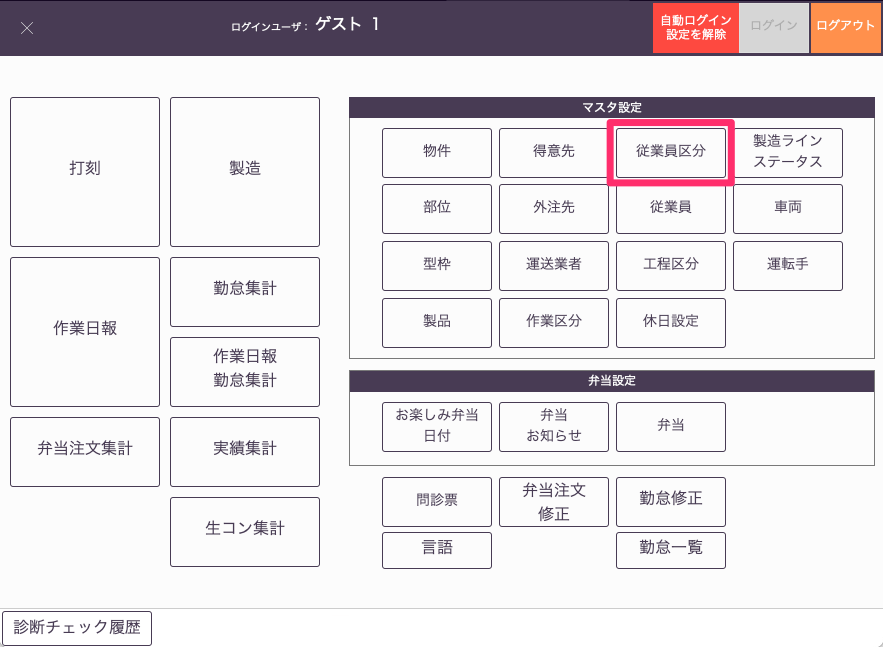 ログインユーザ： ゲスト 1
自動ログイン
設定を解除
ログイン
ログアウト
打刻
製造
作業日報
勤怠集計
作業日報
勤怠集計
弁当注文集計
実績集計
生コン集計
マスタ設定
物件
得意先
従業員区分
製造ライン
ステータス
部位
外注先
従業員
車両
型枠
運送業者
工程区分
運転手
製品
作業区分
休日設定
弁当設定
お楽しみ弁当
日付
弁当
お知らせ
弁当
問診票
弁当注文
修正
勤怠修正
言語
勤怠一覧
診断チェック履歴